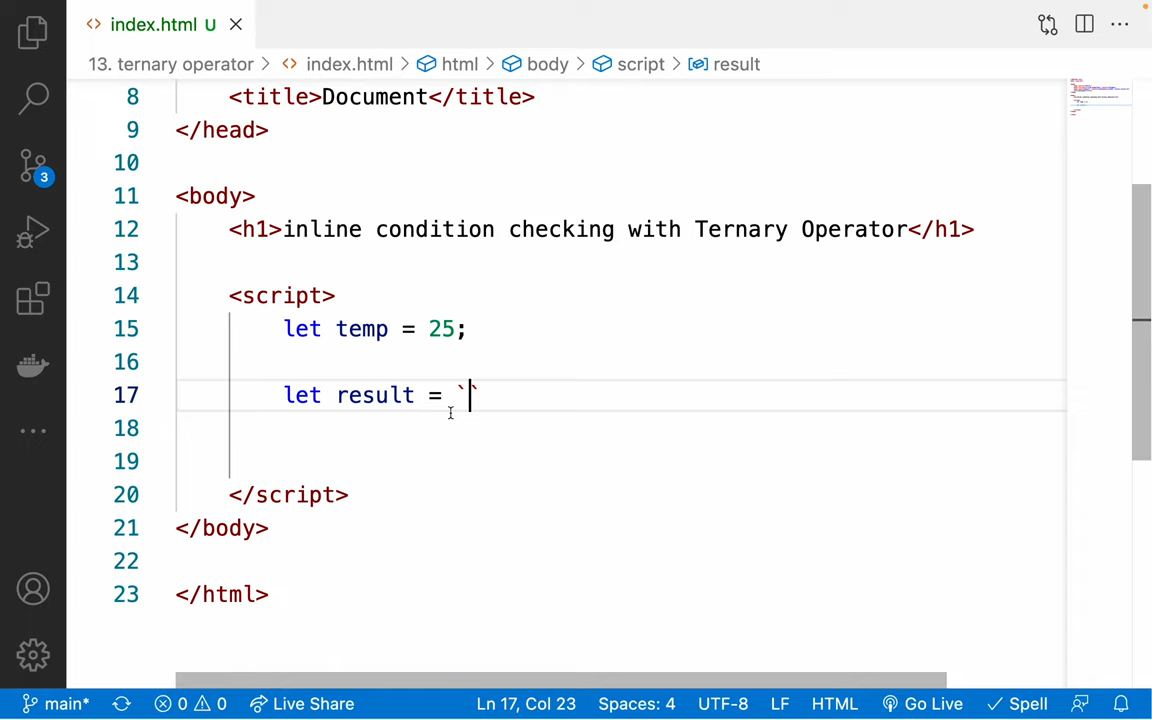 index.html U
13. ternary operator > index.html > html > body > script > result
8 <title>Document</title>
9 </head>
10
11 <body>
12 <h1>inline condition checking with Ternary Operator</h1>
13
14 <script>
15 let temp = 25;
16
17 let result = ``
18
19
20 </script>
21 </body>
22
23 </html>
3
main* 0 0 Live Share Ln 17, Col 23 Spaces: 4 UTF-8 LF HTML Go Live Spell